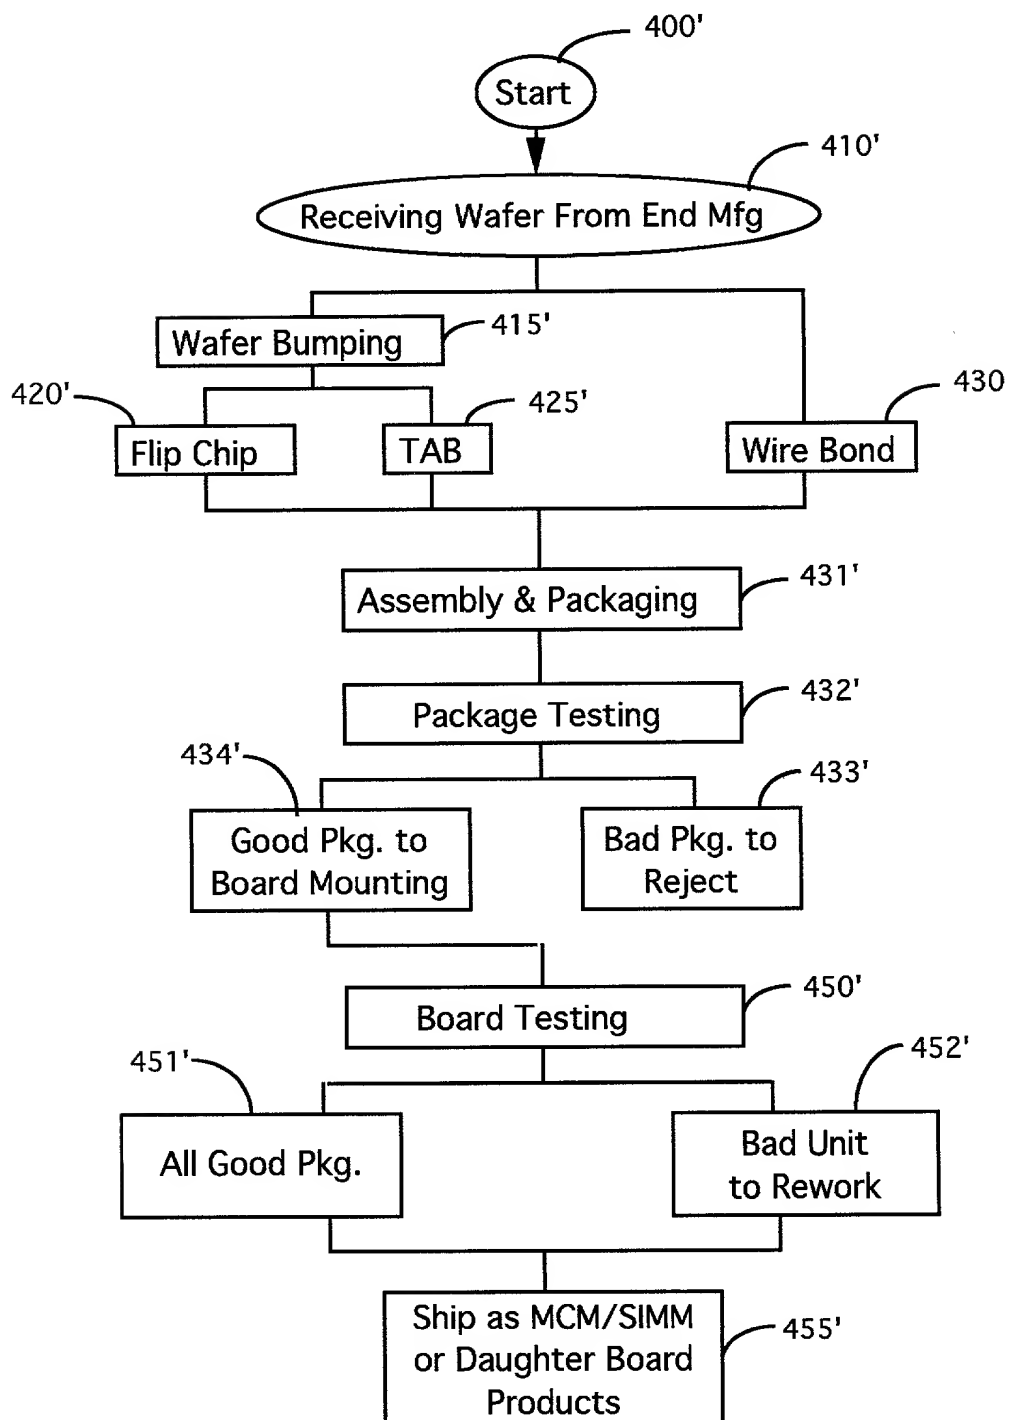 400'
Start
410'
Receiving Wafer From End Mfg
Wafer Bumping
415'
420'
425'
430
Flip Chip
TAB
Wire Bond
431'
Assembly & Packaging
432'
Package Testing
434'
433'
Good Pkg. to
Board Mounting
Bad Pkg. to
Reject
450'
Board Testing
451'
452'
All Good Pkg.
Bad Unit
to Rework
Ship as MCM/SIMM
or Daughter Board
Products
455'